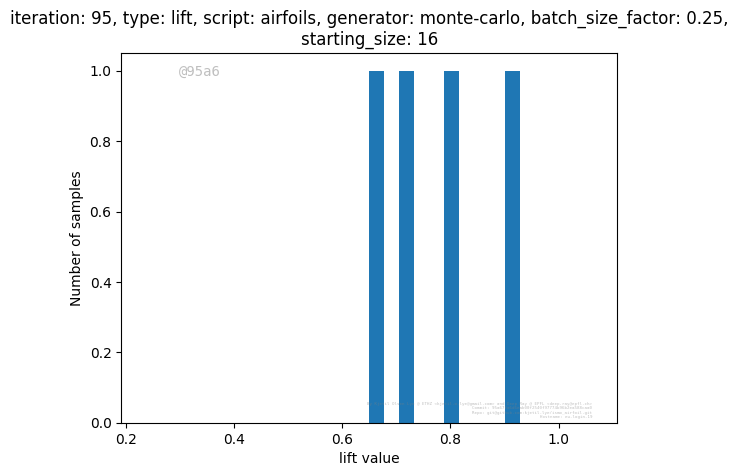 iteration: 95, type: lift, script: airfoils, generator: monte-carlo, batch_size_factor: 0.25,
starting_size: 16
@95a6
1.0
0.8
0.6
0.4
0.2
0.0
Number of samples
0.2 0.4 0.6 0.8 1.0
lift value